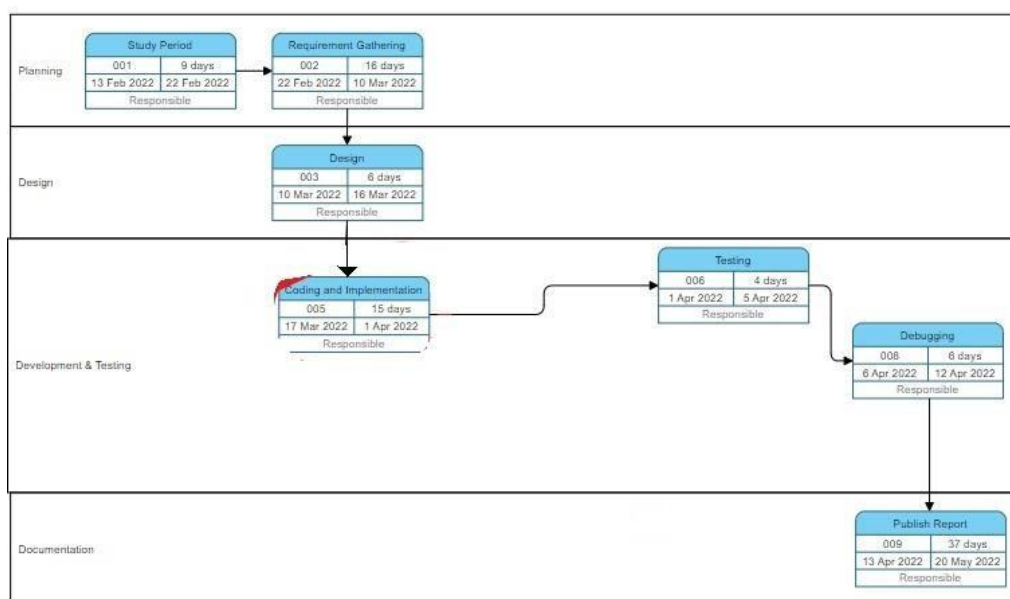 Planning
Study Period
001 9 days
13 Feb 2022 22 Feb 2022
Responsible
Requirement Gathering
002 16 days
22 Feb 2022 10 Mar 2022
Responsible
Design
Design
003 6 days
10 Mar 2022 16 Mar 2022
Responsible
Development & Testing
Coding and Implementation
005 15 days
17 Mar 2022 1 Apr 2022
Responsible
Testing
006 4 days
1 Apr 2022 5 Apr 2022
Responsible
Debugging
008 6 days
6 Apr 2022 12 Apr 2022
Responsible
Documentation
Publish Report
009 37 days
13 Apr 2022 20 May 2022
Responsible